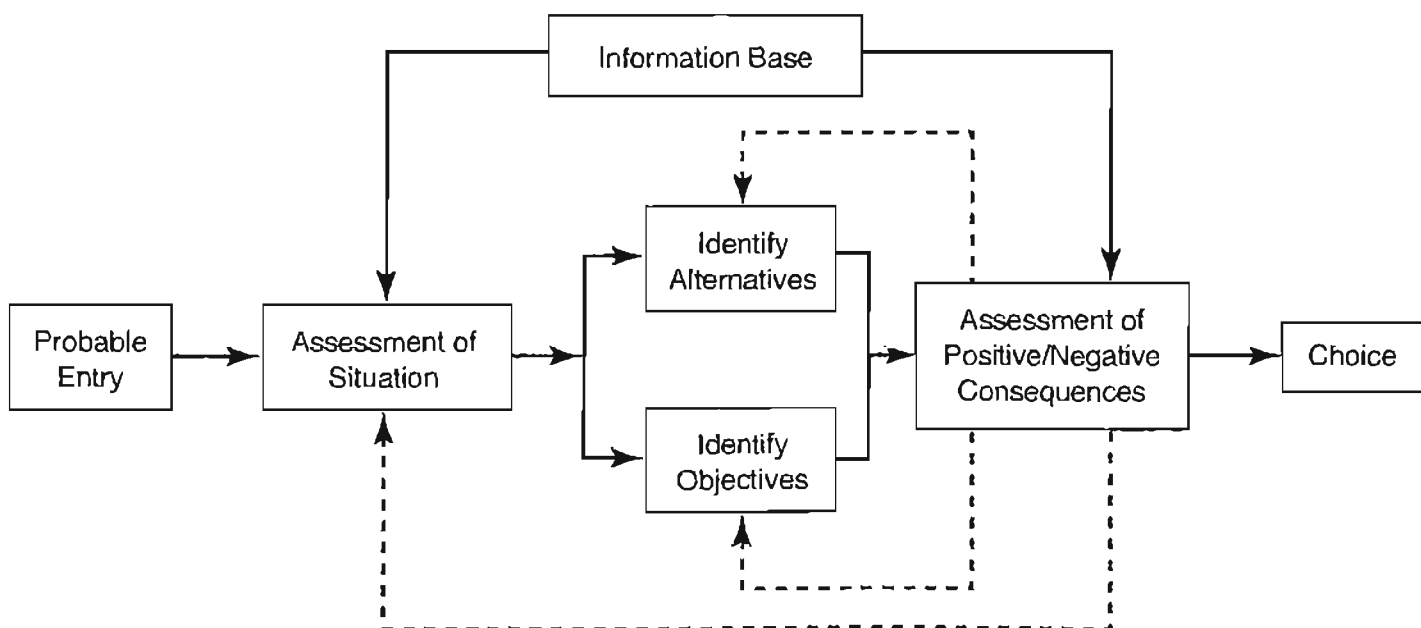 Information Base
Identify
Alternatives
Probable
Entry
Assessment of
Situation
Assessment of
Positive/Negative
Consequences
Choice
Identify
Objectives